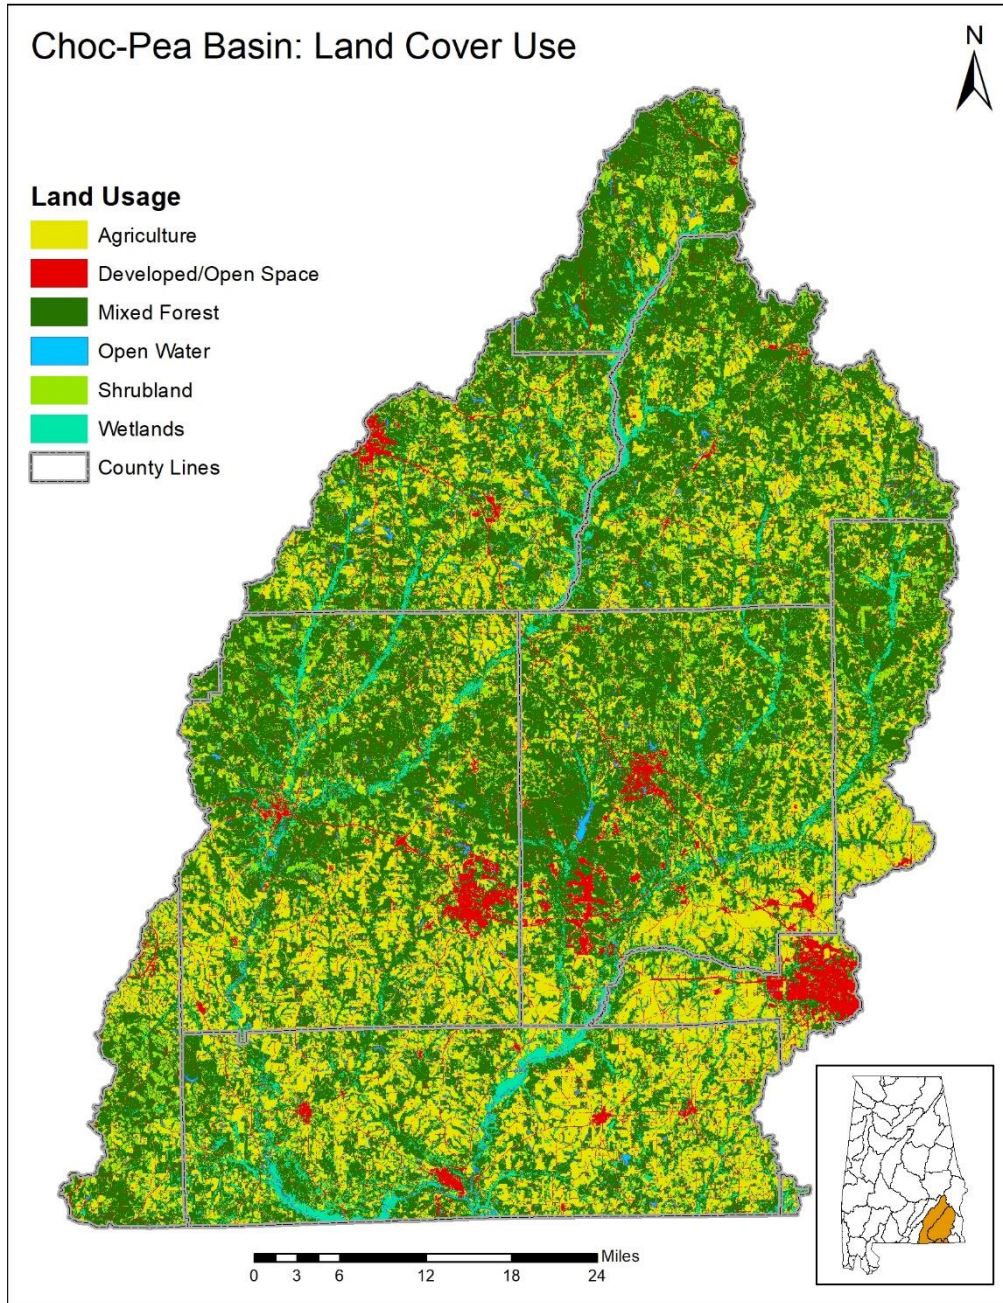 Choc-Pea Basin: Land Cover Use
N
Land Usage
Agriculture
Developed/Open Space
Mixed Forest
Open Water
Shrubland
Wetlands
County Lines
Miles
0 3 6 12 18 24